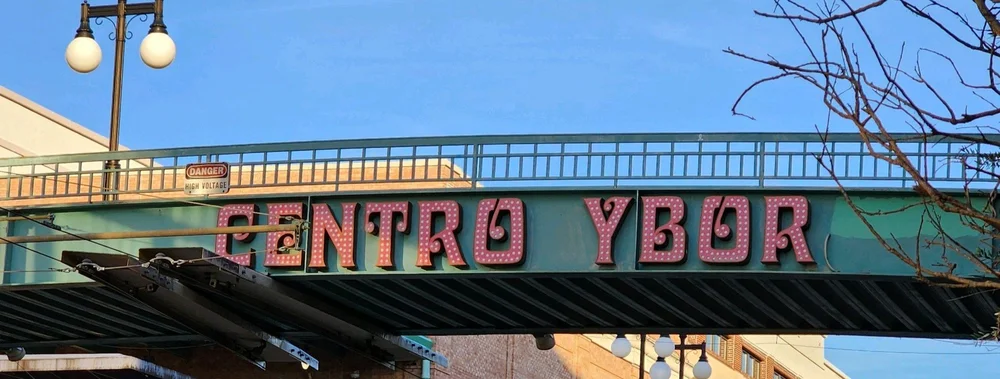 DANGER
HIGH VOLTAGE
CENTRO YBOR